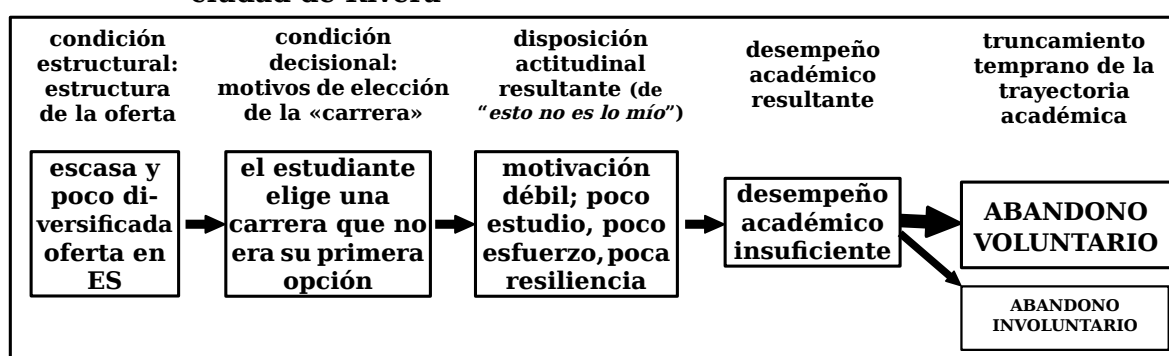 ciudad de Rivera
condición
estructural:
estructura
de la oferta
condición
decisional:
motivos de elección
de la «carrera»
disposición
actitudinal
resultante (de
“esto no es lo mío”)
desempeño
académico
resultante
truncamiento
temprano de la
trayectoria
académica
escasa y
poco di-
versificada
oferta en
ES
el estudiante
elige una
carrera que no
era su primera
opción
motivación
débil; poco
estudio, poco
esfuerzo, poca
resiliencia
desempeño
académico
insuficiente
ABANDONO
VOLUNTARIO
ABANDONO
INVOLUNTARIO